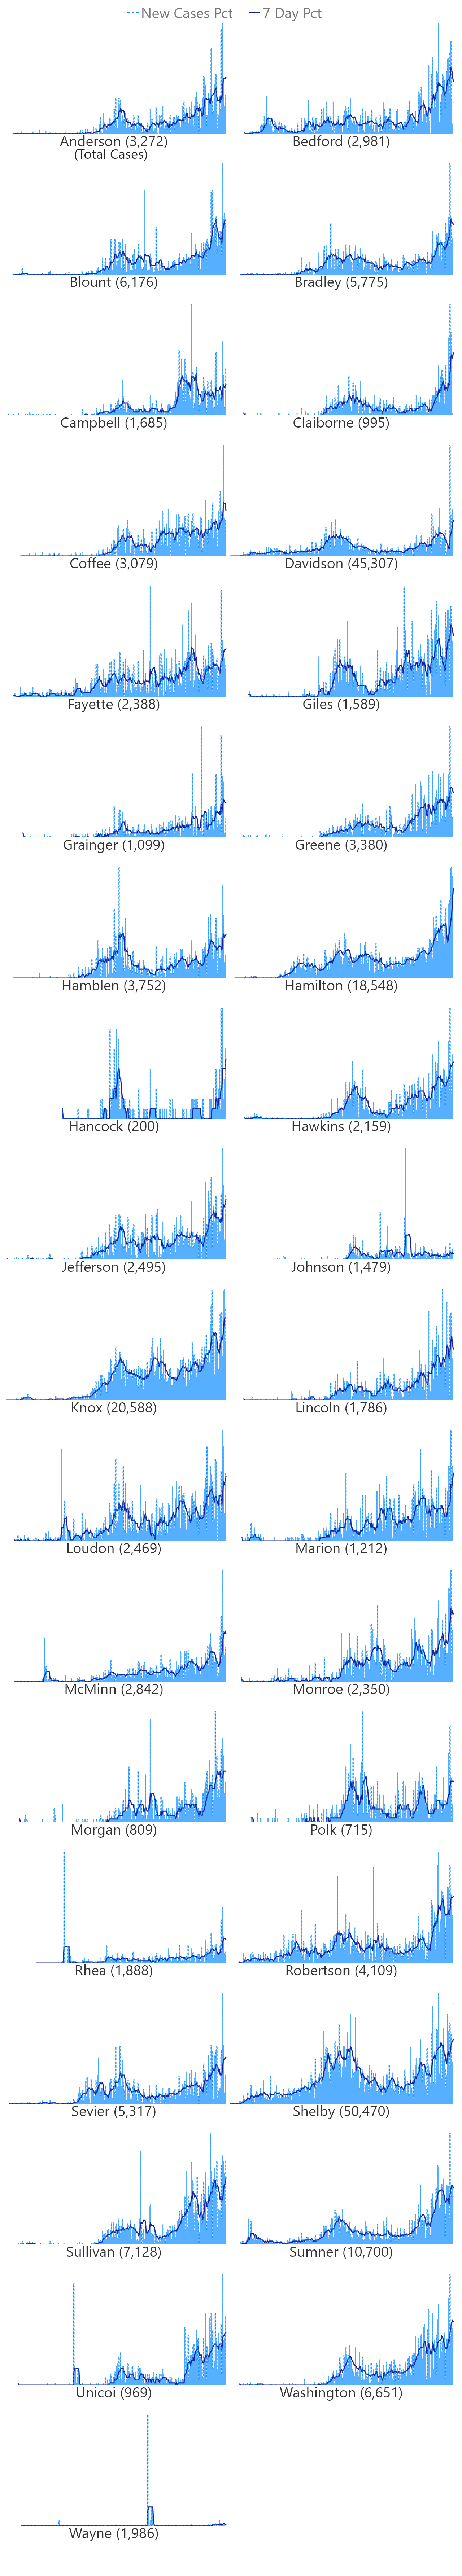 New Cases Pct 7 Day Pct
Anderson (3,272) Bedford (2,981)
(Total Cases)
Blount (6,176) Bradley (5,775)
Campbell (1,685) Claiborne (995)
Coffee (3,079) Davidson (45,307)
Fayette (2,388) Giles (1,589)
Grainger (1,099) Greene (3,380)
Hamblen (3,752) Hamilton (18,548)
Hancock (200) Hawkins (2,159)
Jefferson (2,495) Johnson (1,479)
Knox (20,588) Lincoln (1,786)
Loudon (2,469) Marion (1,212)
McMinn (2,842) Monroe (2,350)
Morgan (809) Polk (715)
Rhea (1,888) Robertson (4,109)
Sevier (5,317) Shelby (50,470)
Sullivan (7,128) Sumner (10,700)
Unicoi (969) Washington (6,651)
Wayne (1,986)